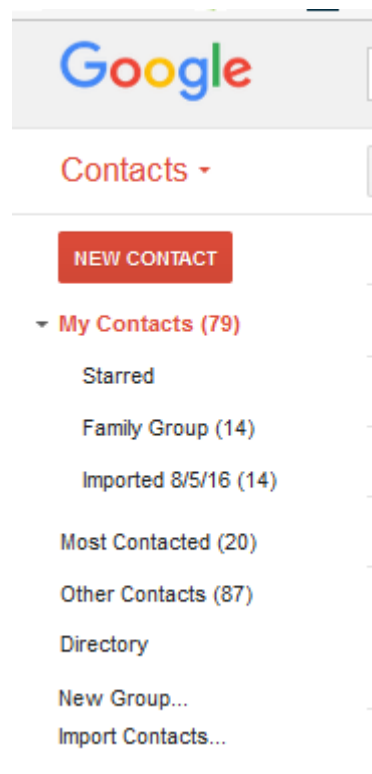 Google
Contacts
NEW CONTACT
My Contacts (79)
Starred
Family Group (14)
Imported 8/5/16 (14)
Most Contacted (20)
Other Contacts (87)
Directory
New Group...
Import Contacts...